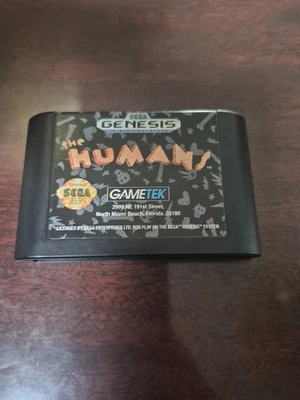 SEGA
GENESIS
the
HUMANS
SEGA
GAMETEK
2999 NE 191st Street,
North Miami Beach, Florida 33180
LICENSED BY SEGA ENTERPRISES LTD. FOR PLAY ON THE SEGA™ GENESIS™ SYSTEM